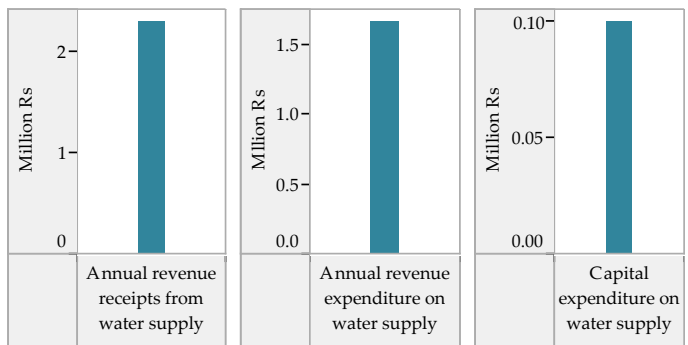 Million Rs
2
1
0
Annual revenue
receipts from
water supply
Mllion Rs
1.5
1.0
0.5
0.0
Annual revenue
expenditure on
water supply
Million Rs
0.10
0.05
0.00
Capital
expenditure on
water supply